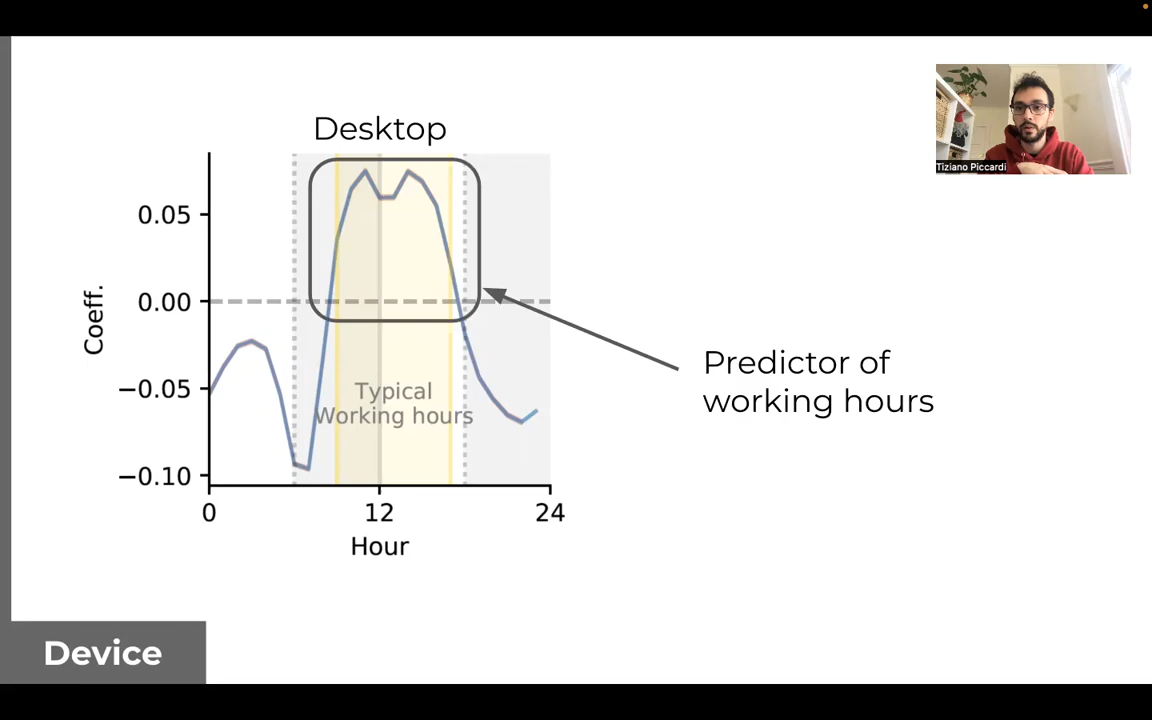 Desktop
Tiziano Piccardi
0.05
0.00
−0.05
−0.10
Coeff.
Typical
Working hours
0
12
24
Hour
Predictor of
working hours
Device